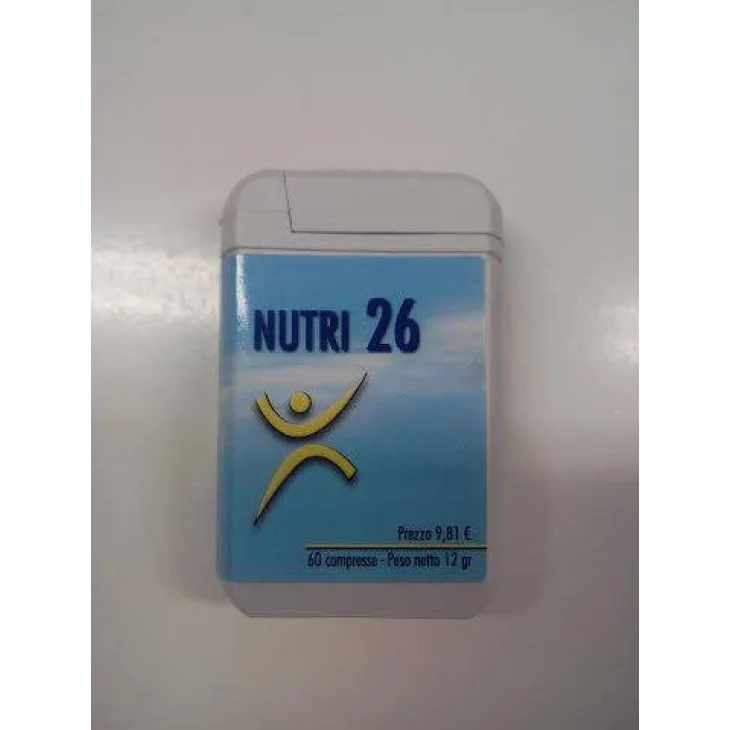 NUTRI 26
Prezzo 9,81 €
60 compresse - Peso netto 12 gr